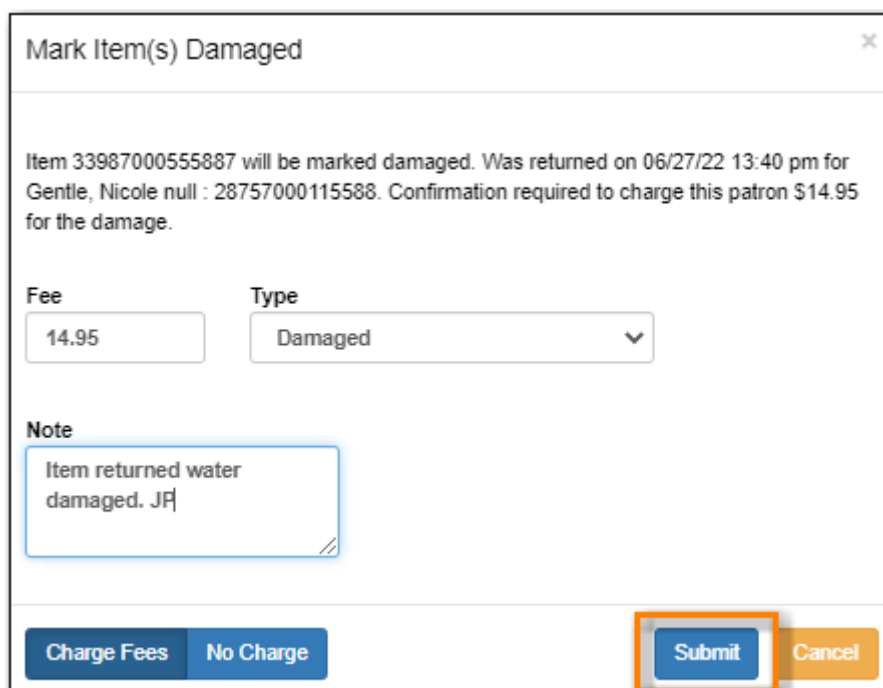 Mark Item(s) Damaged ×
Item 33987000555887 will be marked damaged. Was returned on 06/27/22 13:40 pm for
Gentle, Nicole null : 28757000115588. Confirmation required to charge this patron $14.95
for the damage.
Fee Type
14.95 Damaged
Note
Item returned water
damaged. JP
Charge Fees No Charge Submit Cancel